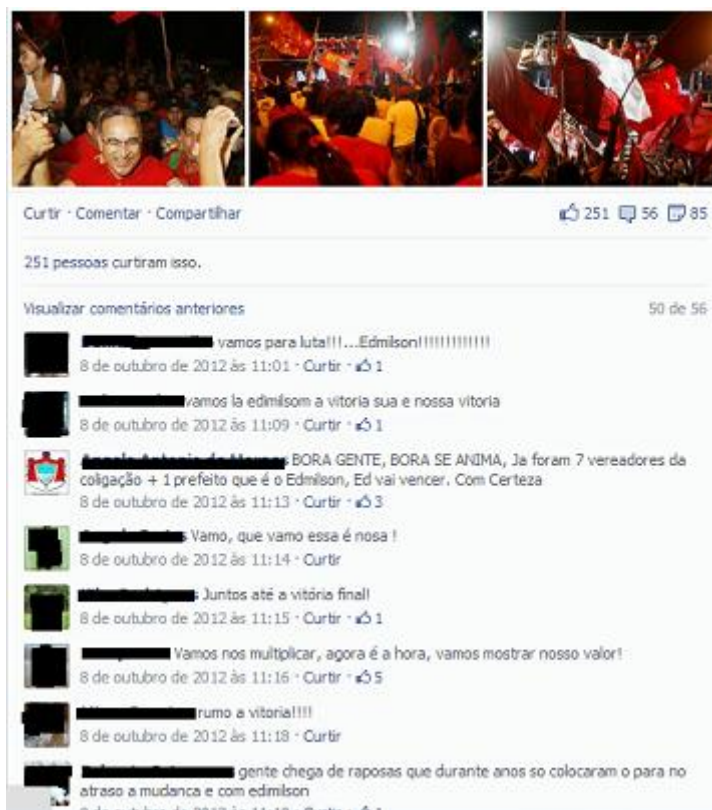 Curtir · Comentar · Compartilhar 251 56 85
251 pessoas curtiram isso.
Visualizar comentários anteriores 50 de 56
vamos para luta!!!...Edmilson!!!!!!!!!!!!!
8 de outubro de 2012 às 11:01 · Curtir · 1
vamos la edimilsom a vitoria sua e nossa vitoria
8 de outubro de 2012 às 11:09 · Curtir · 1
BORA GENTE, BORA SE ANIMA, Ja foram 7 vereadores da
coligação + 1 prefeito que é o Edmilson, Ed vai vencer. Com Certeza
8 de outubro de 2012 às 11:13 · Curtir · 3
Vamo, que vamo essa é nosa !
8 de outubro de 2012 às 11:14 · Curtir
Juntos até a vitória final!
8 de outubro de 2012 às 11:15 · Curtir · 1
Vamos nos multiplicar, agora é a hora, vamos mostrar nosso valor!
8 de outubro de 2012 às 11:16 · Curtir · 5
rumo a vitoria!!!!
8 de outubro de 2012 às 11:18 · Curtir
gente chega de raposas que durante anos so colocaram o para no
atraso a mudanca e com edmilson